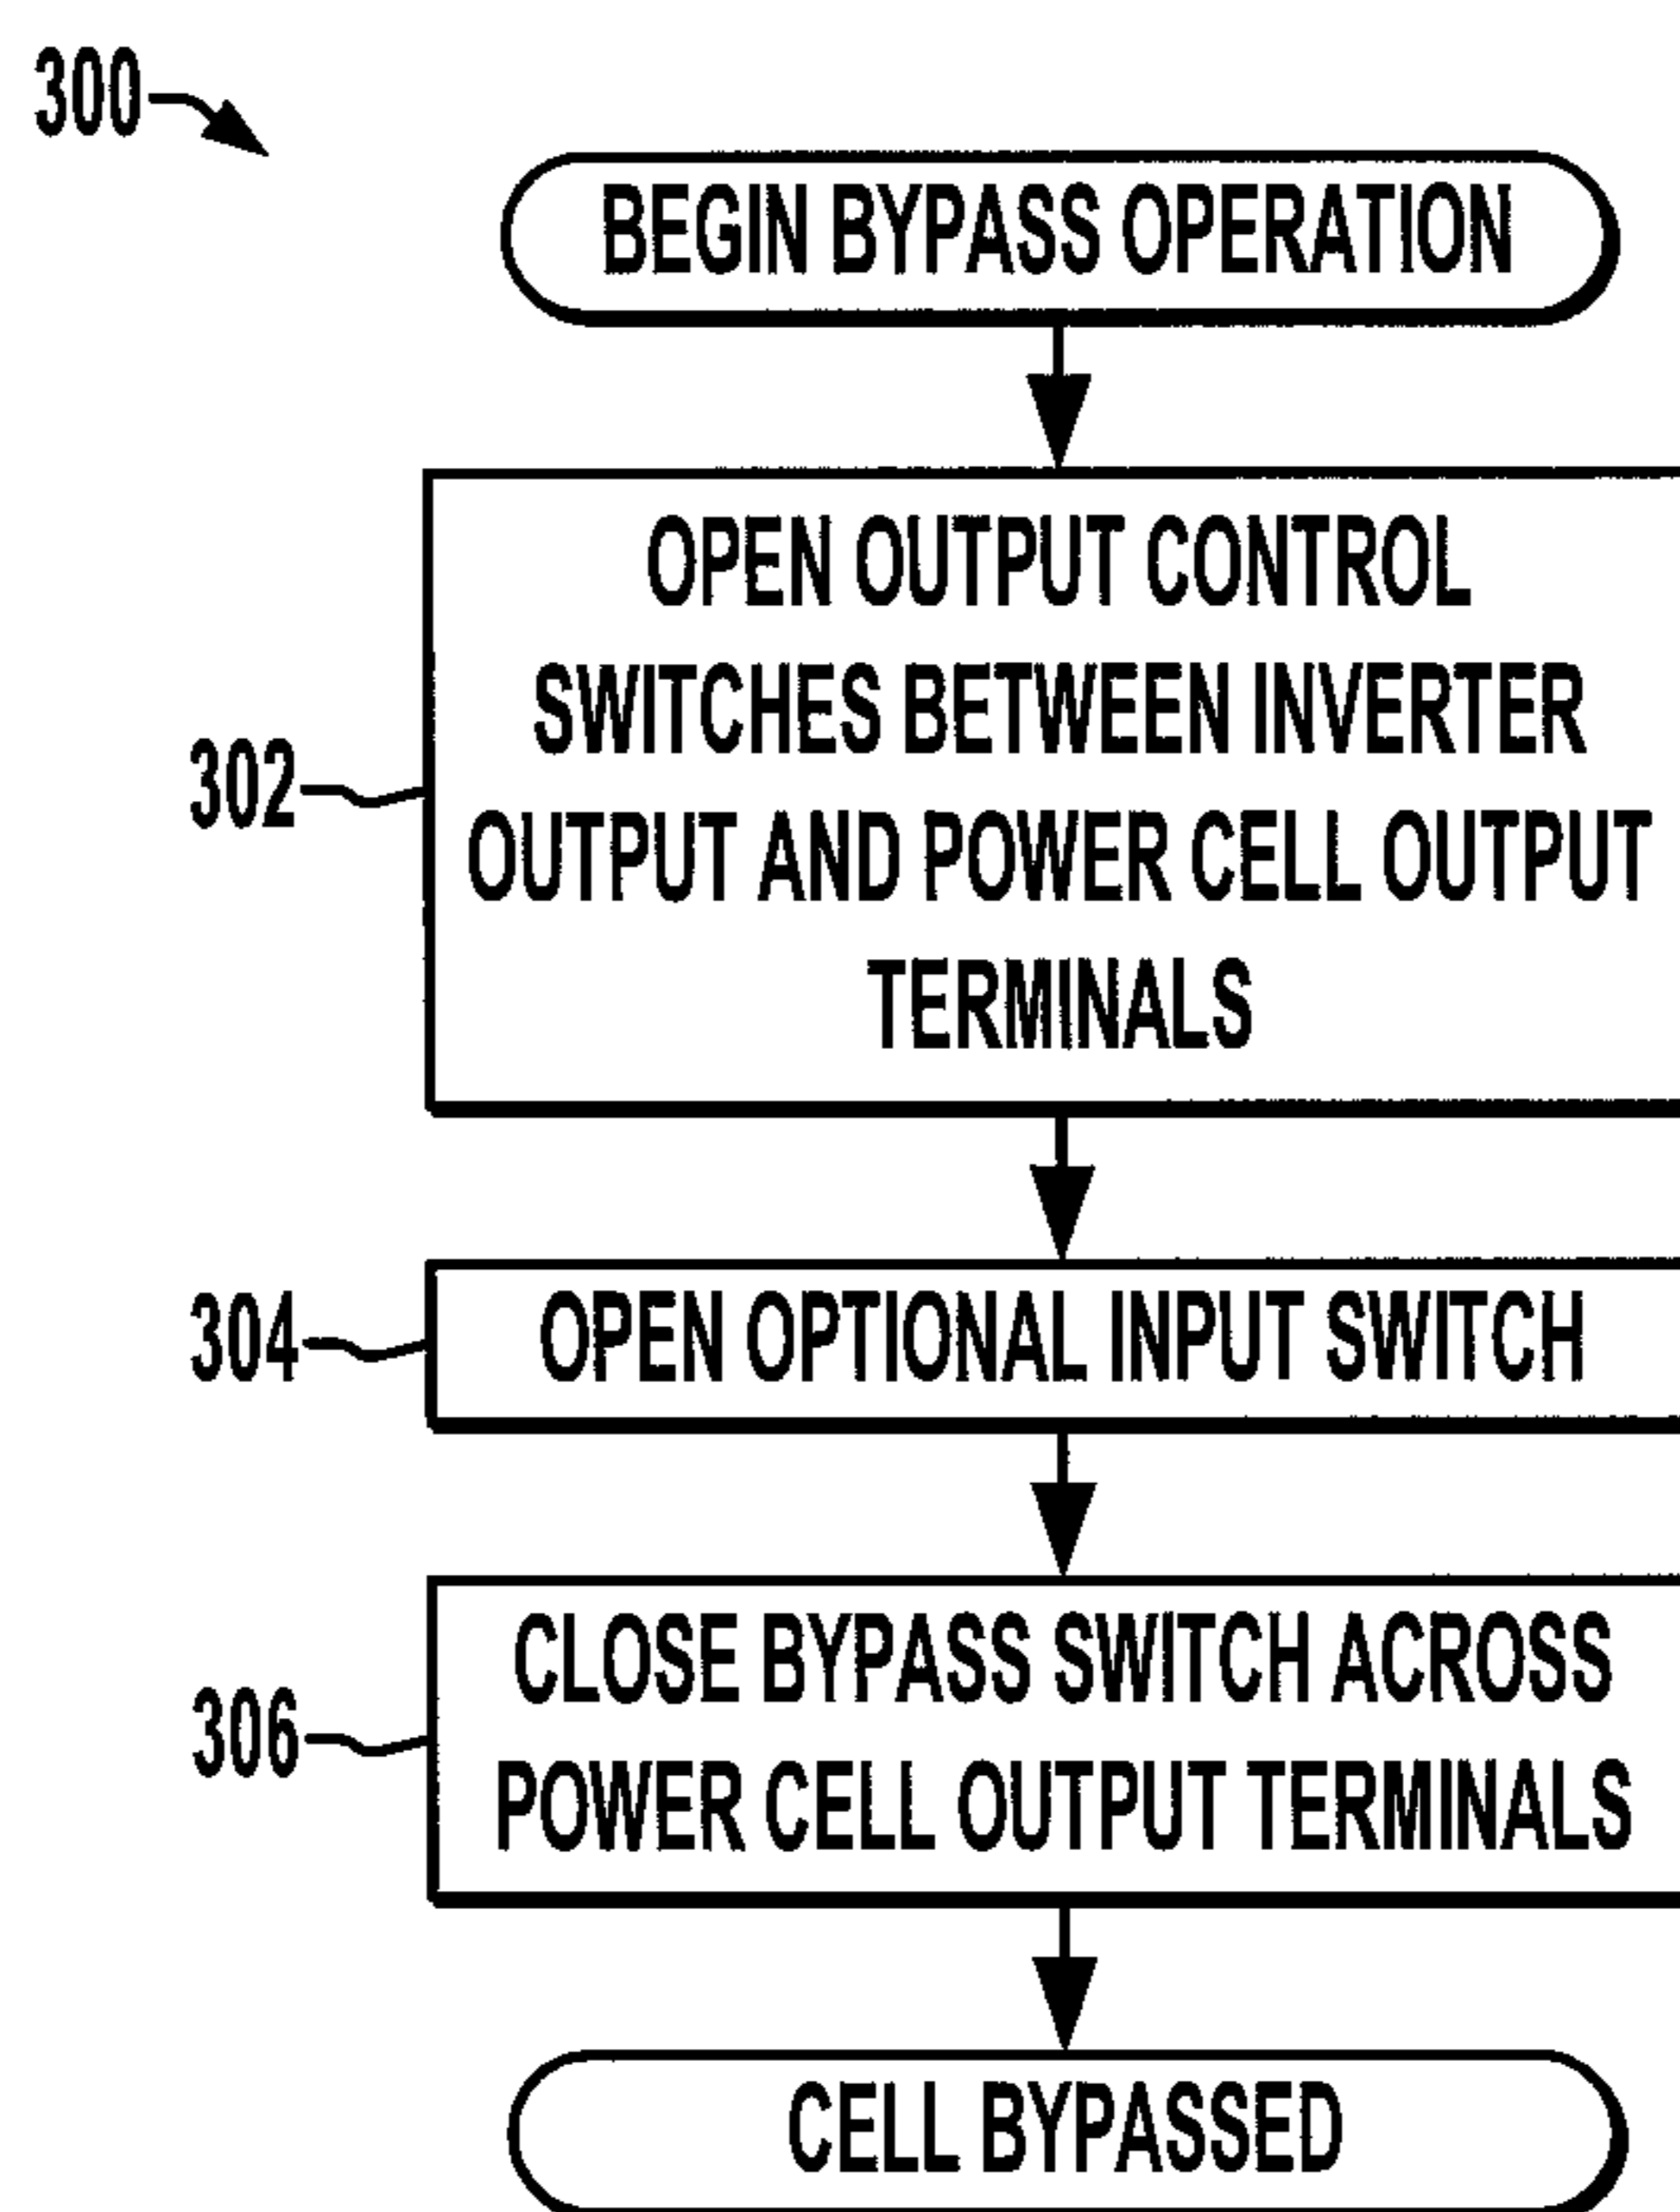 300
BEGIN BYPASS OPERATION
OPEN OUTPUT CONTROL
SWITCHES BETWEEN INVERTER
302
OUTPUT AND POWER CELL OUTPUT
TERMINALS
304
OPEN OPTIONAL INPUT SWITCH
306
CLOSE BYPASS SWITCH ACROSS
POWER CELL OUTPUT TERMINALS
CELL BYPASSED